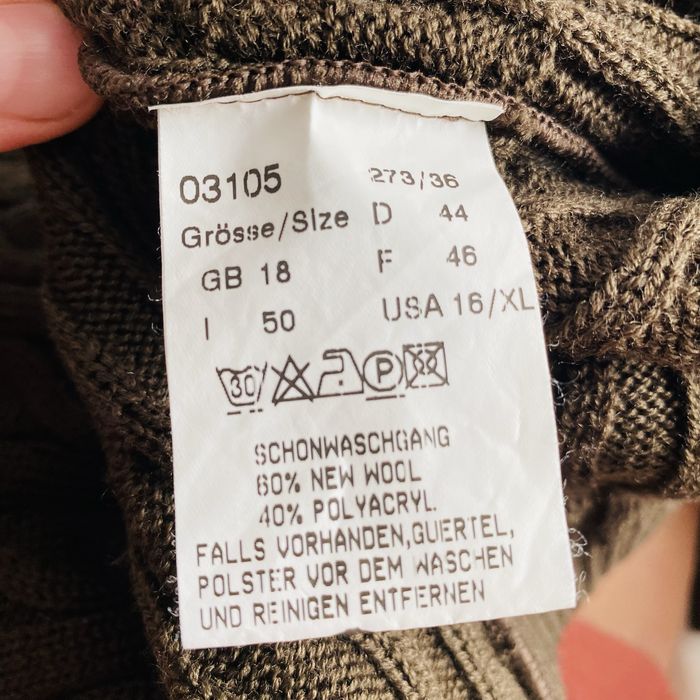 03105 273/36
Grösse/Size D 44
GB 18 F 46
I 50 USA 16/XL
30 P
SCHONWASCHGANG
60% NEW WOOL
40% POLYACRYL.
FALLS VORHANDEN,GUERTEL,
POLSTER VOR DEM WASCHEN
UND REINIGEN ENTFERNEN